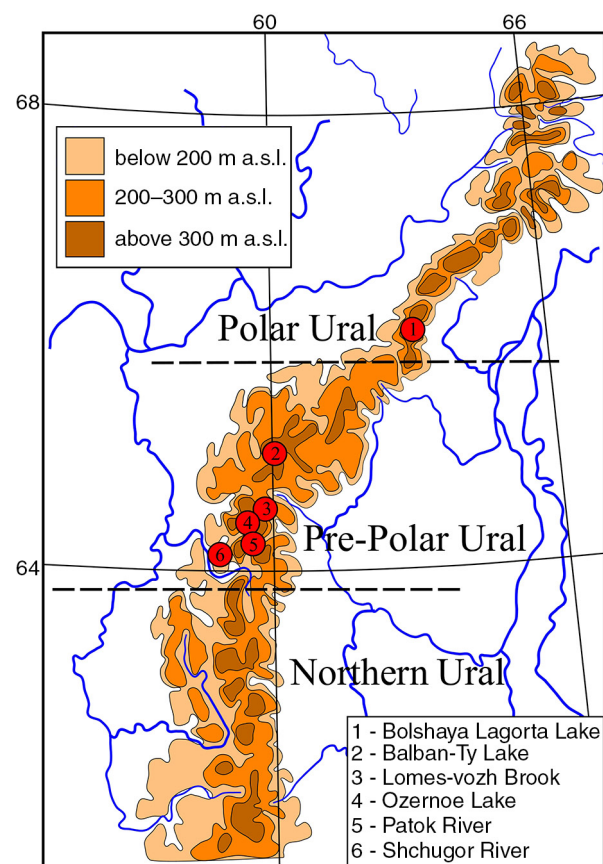 60
66
68
below 200 m a.s.l.
200–300 m a.s.l.
above 300 m a.s.l.
Polar Ural
1
2
3
4
5
6
Pre-Polar Ural
64
Northern Ural
1 - Bolshaya Lagorta Lake
2 - Balban-Ty Lake
3 - Lomes-vozh Brook
4 - Ozernoe Lake
5 - Patok River
6 - Shchugor River